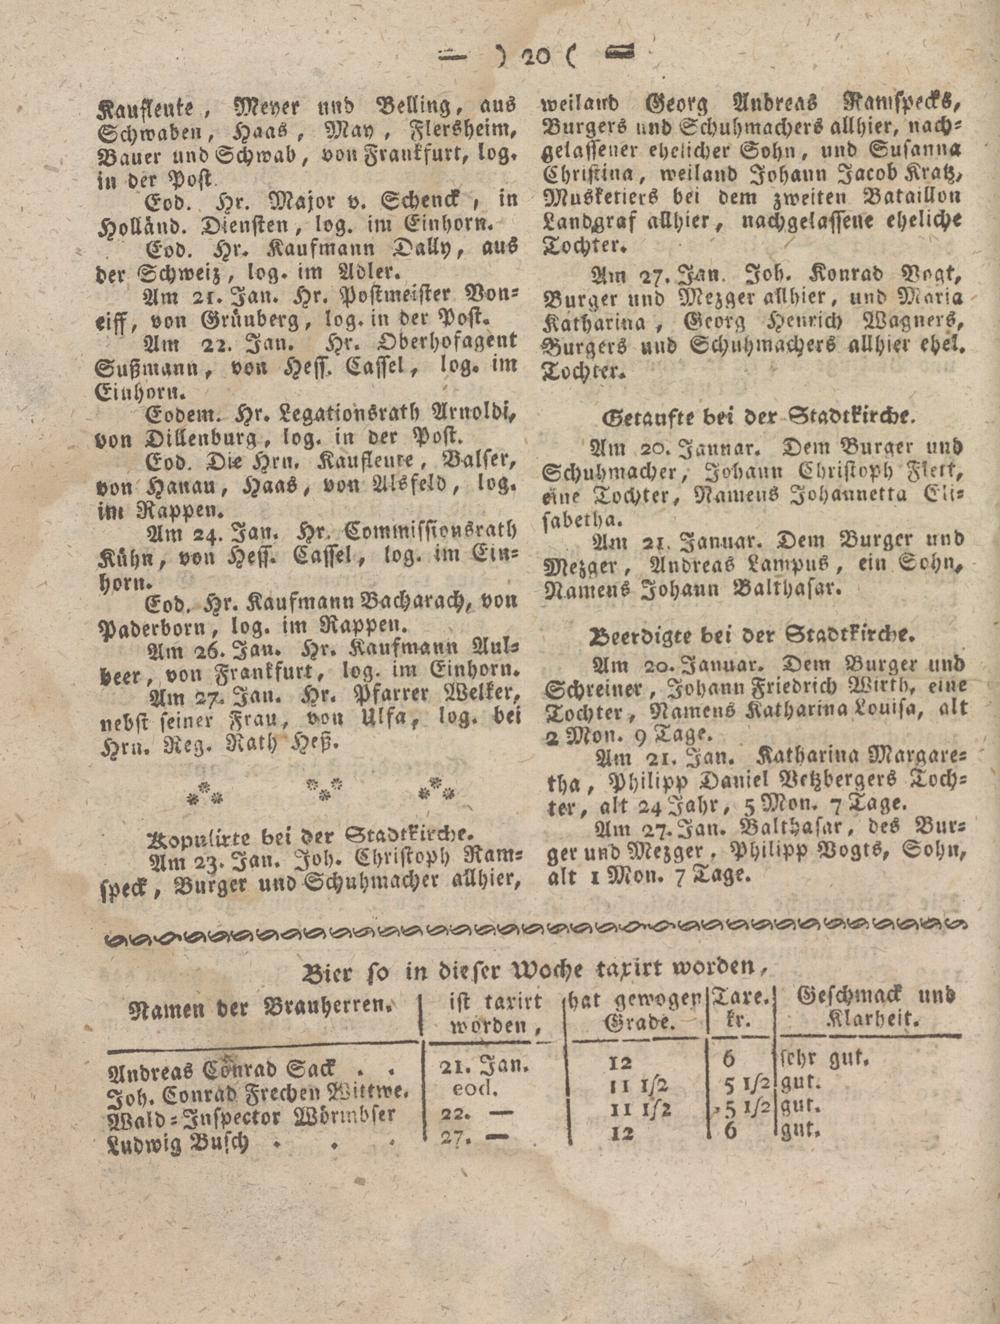 — ) 20 ( —
Kaufleute, Meyer und Belling, aus
Schwaben, Haas, May, Flersheim,
Bauer und Schwab, von Frankfurt, log.
in der Post.
Eod. Hr. Major v. Schenck, in
Holländ. Diensten, log. im Einhorn.
Eod. Hr. Kaufmann Dally, aus
der Schweiz, log. im Adler.
Am 21. Jan. Hr. Postmeister Von=
eiff, von Grünberg, log. in der Post.
Am 22. Jan. Hr. Oberhofagent
Sußmann, von Hess. Cassel, log. im
Einhorn.
Eodem. Hr. Legationsrath Arnoldi,
von Dillenburg, log. in der Post.
Eod. Die Hrn. Kaufleute, Balser,
von Hanau, Haas, von Alsfeld, log.
im Rappen.
Am 24. Jan. Hr. Commissionsrath
Kühn, von Hess. Cassel, log. im Ein=
horn.
Eod. Hr. Kaufmann Bacharach, von
Paderborn, log. im Rappen.
Am 26. Jan. Hr. Kaufmann Aul=
beer, von Frankfurt, log. im Einhorn.
Am 27. Jan. Hr. Pfarrer Welker,
nebst seiner Frau, von Ulfa, log. bei
Hrn. Reg. Rath Heß.
Kopulirte bei der Stadtkirche.
Am 23. Jan. Joh. Christoph Ram=
speck, Burger und Schuhmacher allhier,
weiland Georg Andreas Ramspecks,
Burgers und Schuhmachers allhier, nach=
gelassener ehelicher Sohn, und Susanna
Christina, weiland Johann Jacob Kratz,
Musketiers bei dem zweiten Bataillon
Landgraf allhier, nachgelassene eheliche
Tochter.
Am 27. Jan. Joh. Konrad Vogt,
Burger und Mezger allhier, und Maria
Katharina, Georg Henrich Wagners,
Burgers und Schuhmachers allhier ehel.
Tochter.
Getaufte bei der Stadtkirche.
Am 20. Januar. Dem Burger und
Schuhmacher, Johann Christoph Flett,
eine Tochter, Namens Johannetta Eli=
sabetha.
Am 21. Januar. Dem Burger und
Mezger, Andreas Lampus, ein Sohn,
Namens Johann Balthasar.
Beerdigte bei der Stadtkirche.
Am 20. Januar. Dem Burger und
Schreiner, Johann Friedrich Wirth, eine
Tochter, Namens Katharina Louisa, alt
2 Mon. 9 Tage.
Am 21. Jan. Katharina Margare=
tha, Philipp Daniel Vetzbergers Toch=
ter, alt 24 Jahr, 5 Mon. 7 Tage.
Am 27. Jan. Balthasar, des Bur=
ger und Mezger, Philipp Vogts, Sohn,
alt 1 Mon. 7 Tage.
Bier so in dieser Woche taxirt worden,
Namen der Brauherren. ist taxirt worden, hat gewogen Grade. Taxe. kr. Geschmack und Klarheit.
Andreas Conrad Sack . . 21. Jan. 12 6 sehr gut.
Joh. Conrad Frechen Wittwe. eod. 11 1/2 5 1/2 gut.
Wald=Inspector Wörmbser 22. — 11 1/2 5 1/2 gut.
Ludwig Busch . . . 27. — 12 6 gut.